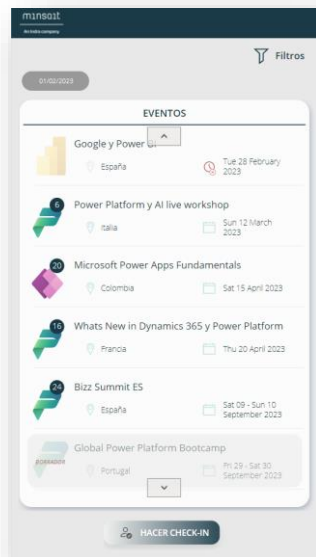 minsait
An Indra company
Filtros
01/02/2023
EVENTOS
Google y Power BI
España
Tue 28 February
2023
6
Power Platform y AI live workshop
Italia
Sun 12 March
2023
20
Microsoft Power Apps Fundamentals
Colombia
Sat 15 April 2023
16
Whats New in Dynamics 365 y Power Platform
Francia
Thu 20 April 2023
24
Bizz Summit ES
España
Sat 09 - Sun 10
September 2023
Global Power Platform Bootcamp
BORRADOR
Portugal
Fri 29 - Sat 30
September 2023
HACER CHECK-IN